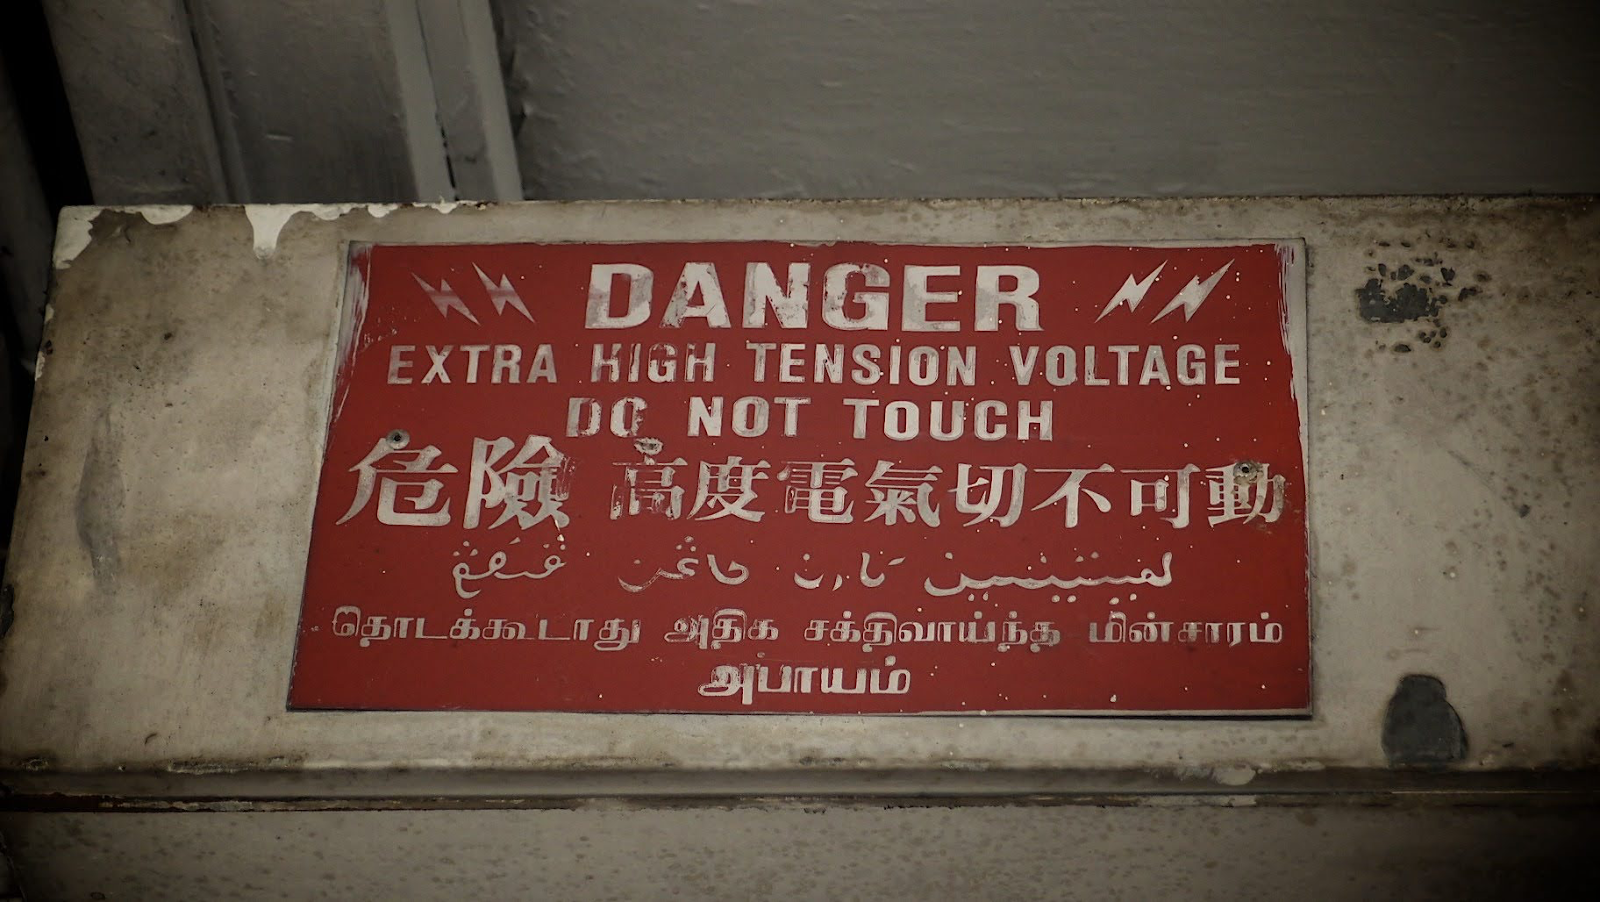 DANGER
EXTRA HIGH TENSION VOLTAGE
DO NOT TOUCH
危險 高度電氣切不可動
தொடக்கூடாது அதிக சக்திவாய்ந்த மின்சாரம்
அபாயம்